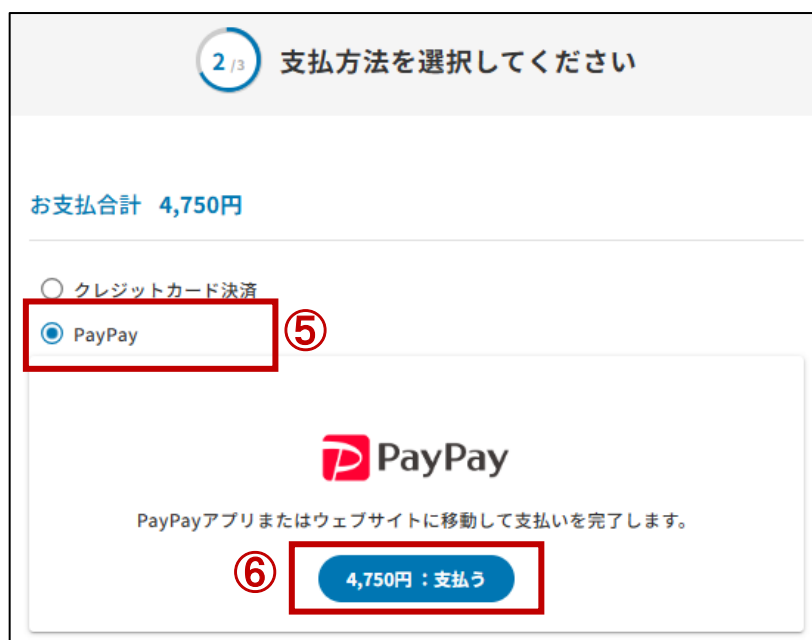 2/3 支払方法を選択してください
お支払合計 4,750円
クレジットカード決済
PayPay ⑤
PayPay
PayPayアプリまたはウェブサイトに移動して支払いを完了します。
⑥ 4,750円：支払う